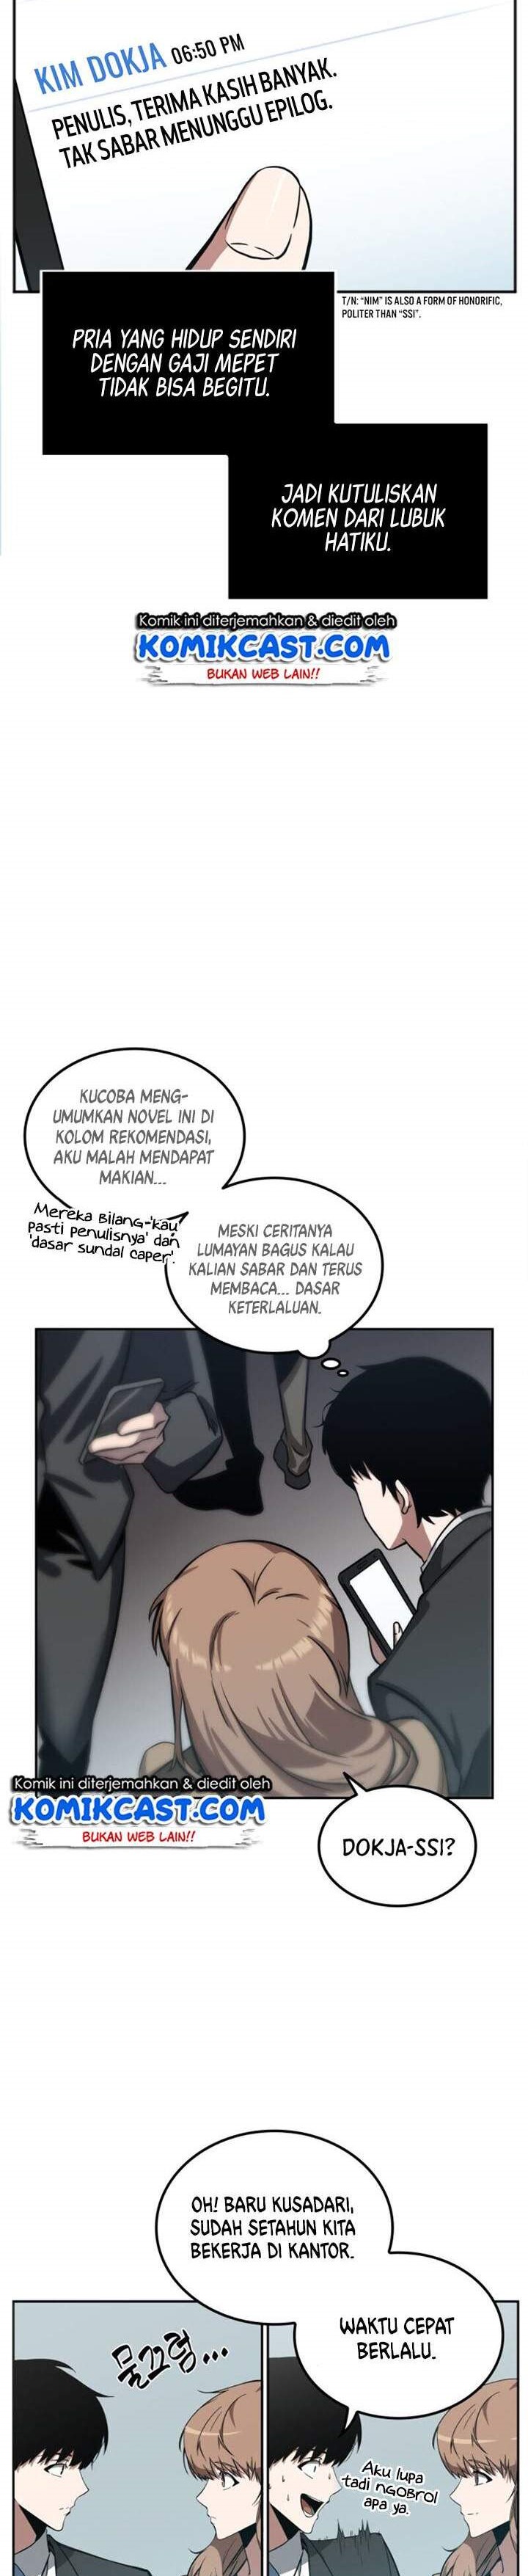 KIM DOKJA 06:50 PM
PENULIS, TERIMA KASIH BANYAK.
TAK SABAR MENUNGGU EPILOG.
T/N: "NIM" IS ALSO A FORM OF HONORIFIC,
POLITER THAN "SSI".
PRIA YANG HIDUP SENDIRI
DENGAN GAJI MEPET
TIDAK BISA BEGITU.
JADI KUTULISKAN
KOMEN DARI LUBUK
HATIKU.
Komik ini diterjemahkan & diedit oleh
KOMIKCAST.COM
BUKAN WEB LAIN!!
KUCOBA MENG-
UMUMKAN NOVEL INI DI
KOLOM REKOMENDASI,
AKU MALAH MENDAPAT
MAKIAN...
Mereka Bilang-'kau
pasti penulisnya' dan
'dasar sundal caper'.
MESKI CERITANYA
LUMAYAN BAGUS KALAU
KALIAN SABAR DAN TERUS
MEMBACA... DASAR
KETERLALUAN.
Komik ini diterjemahkan & diedit oleh
KOMIKCAST.COM
BUKAN WEB LAIN!!
DOKJA-SSI?
OH! BARU KUSADARI,
SUDAH SETAHUN KITA
BEKERJA DI KANTOR.
WAKTU CEPAT
BERLALU.
물끄럼...
Aku lupa
tadi ngobrol
apa ya.